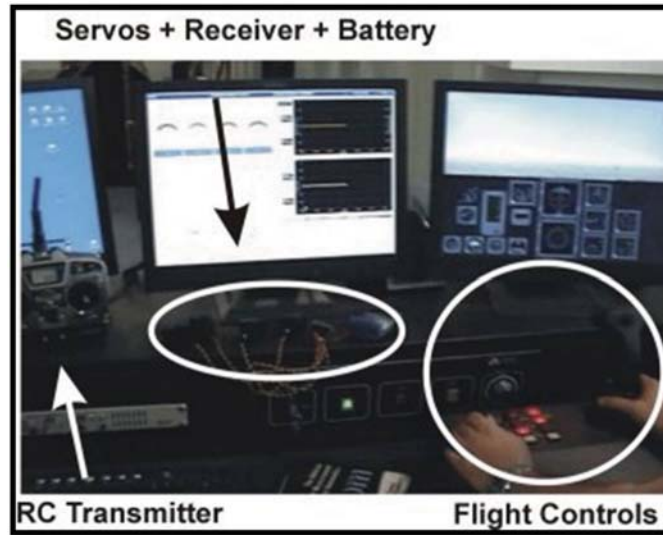 Servos + Receiver + Battery
RC Transmitter
Flight Controls